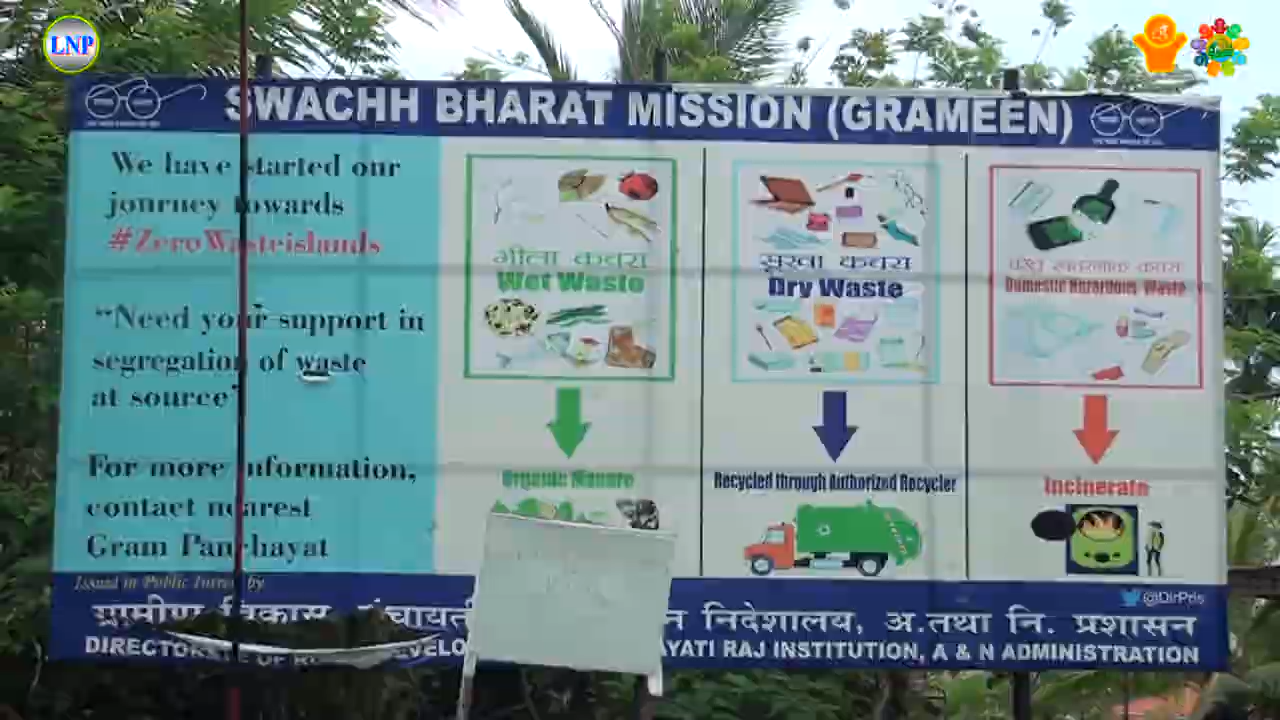 LNP
SWACHH BHARAT MISSION (GRAMEEN)
We have started our
journey towards
#ZeroWasteislands
"Need your support in
segregation of waste
at source"
For more information,
contact nearest
Gram Panchayat
गीला कचरा
Wet Waste
Organic Manure
सूखा कचरा
Dry Waste
Recycled through Authorized Recycler
घरेलू खतरनाक कचरा
Domestic Hazardous Waste
Incinerate
Issued in Public Interest by
@DirPris
ग्रामीण विकास, पंचायती निदेशालय, अ.तथा नि. प्रशासन
DIRECTORATE OF INSTITUTION, A & N ADMINISTRATION